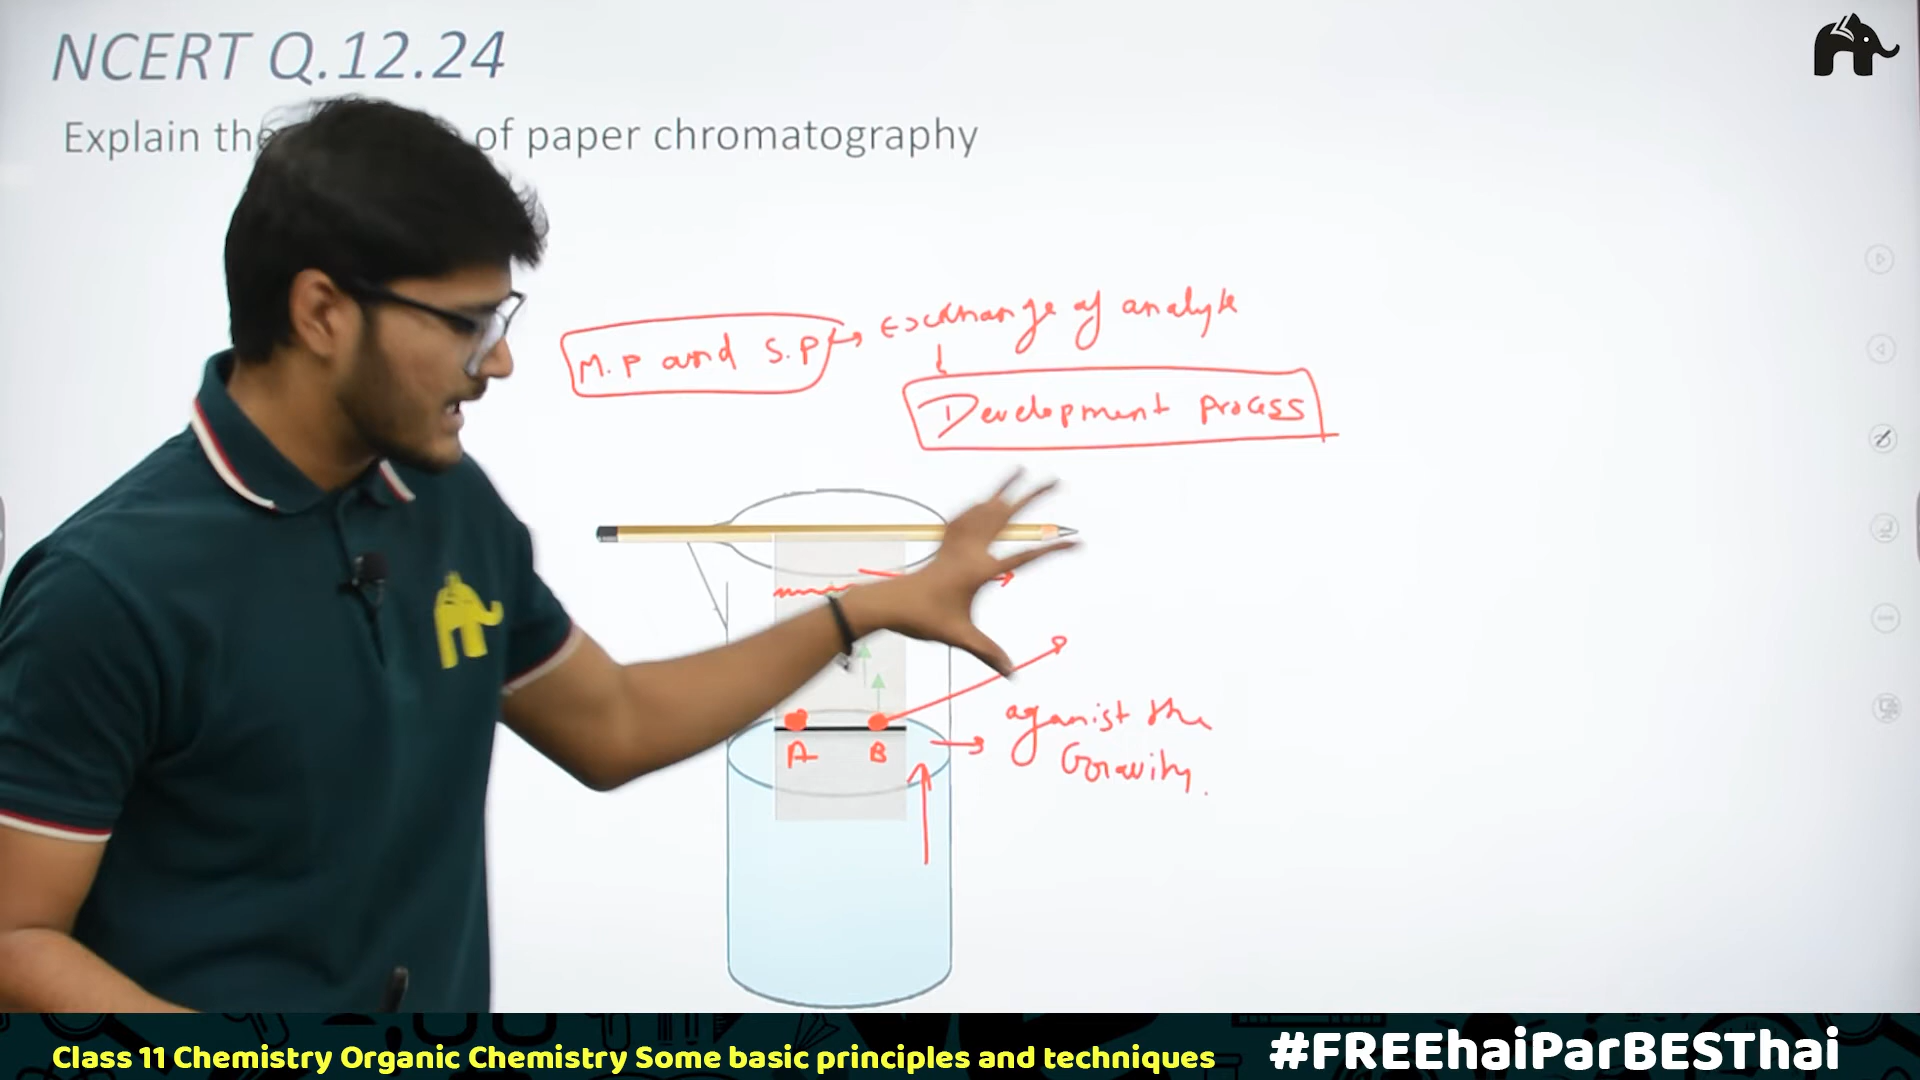 NCERT Q.12.24
Explain the of paper chromatography
M.P and S.P
Exchange of analyte
Development Process
A
B
aganist the
Gravity.
Class 11 Chemistry Organic Chemistry Some basic principles and techniques
#FREEhaiParBESThai